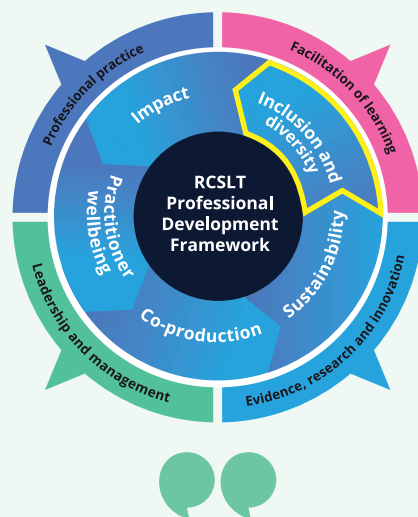 Professional practice
Facilitation of learning
Impact
Inclusion and
diversity
RCSLT
Professional
Development
Framework
Practitioner
wellbeing
Sustainability
Co-production
Leadership and management
Evidence, research and innovation